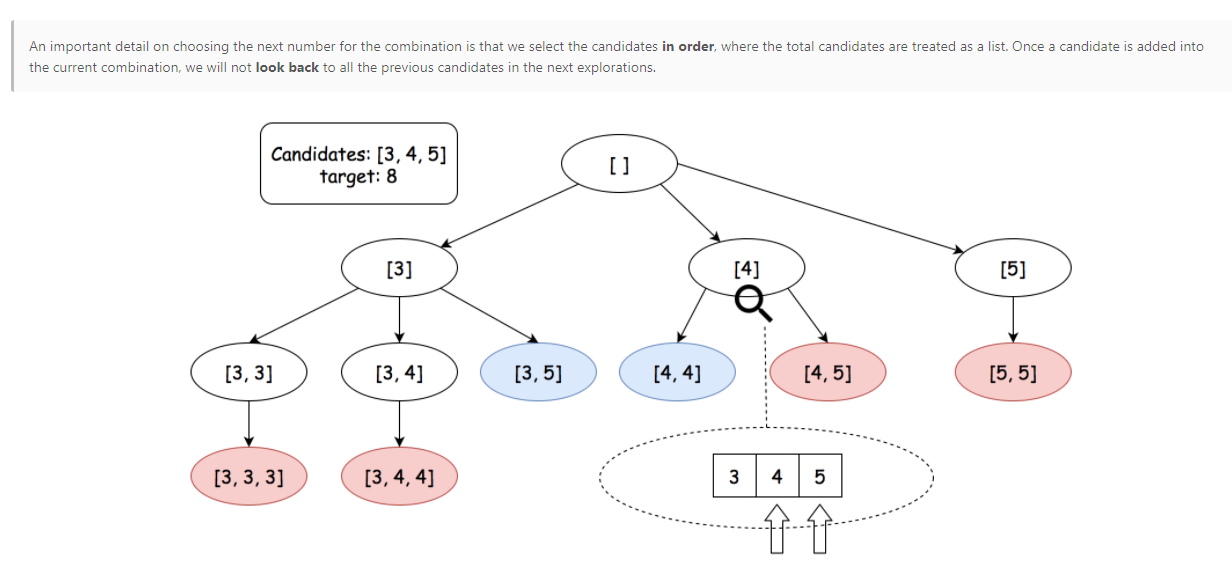 An important detail on choosing the next number for the combination is that we select the candidates in order, where the total candidates are treated as a list. Once a candidate is added into
the current combination, we will not look back to all the previous candidates in the next explorations.
Candidates: [3, 4, 5]
target: 8
[ ]
[3]
[4]
[5]
[3, 3]
[3, 4]
[3, 5]
[4, 4]
[4, 5]
[5, 5]
[3, 3, 3]
[3, 4, 4]
3 4 5